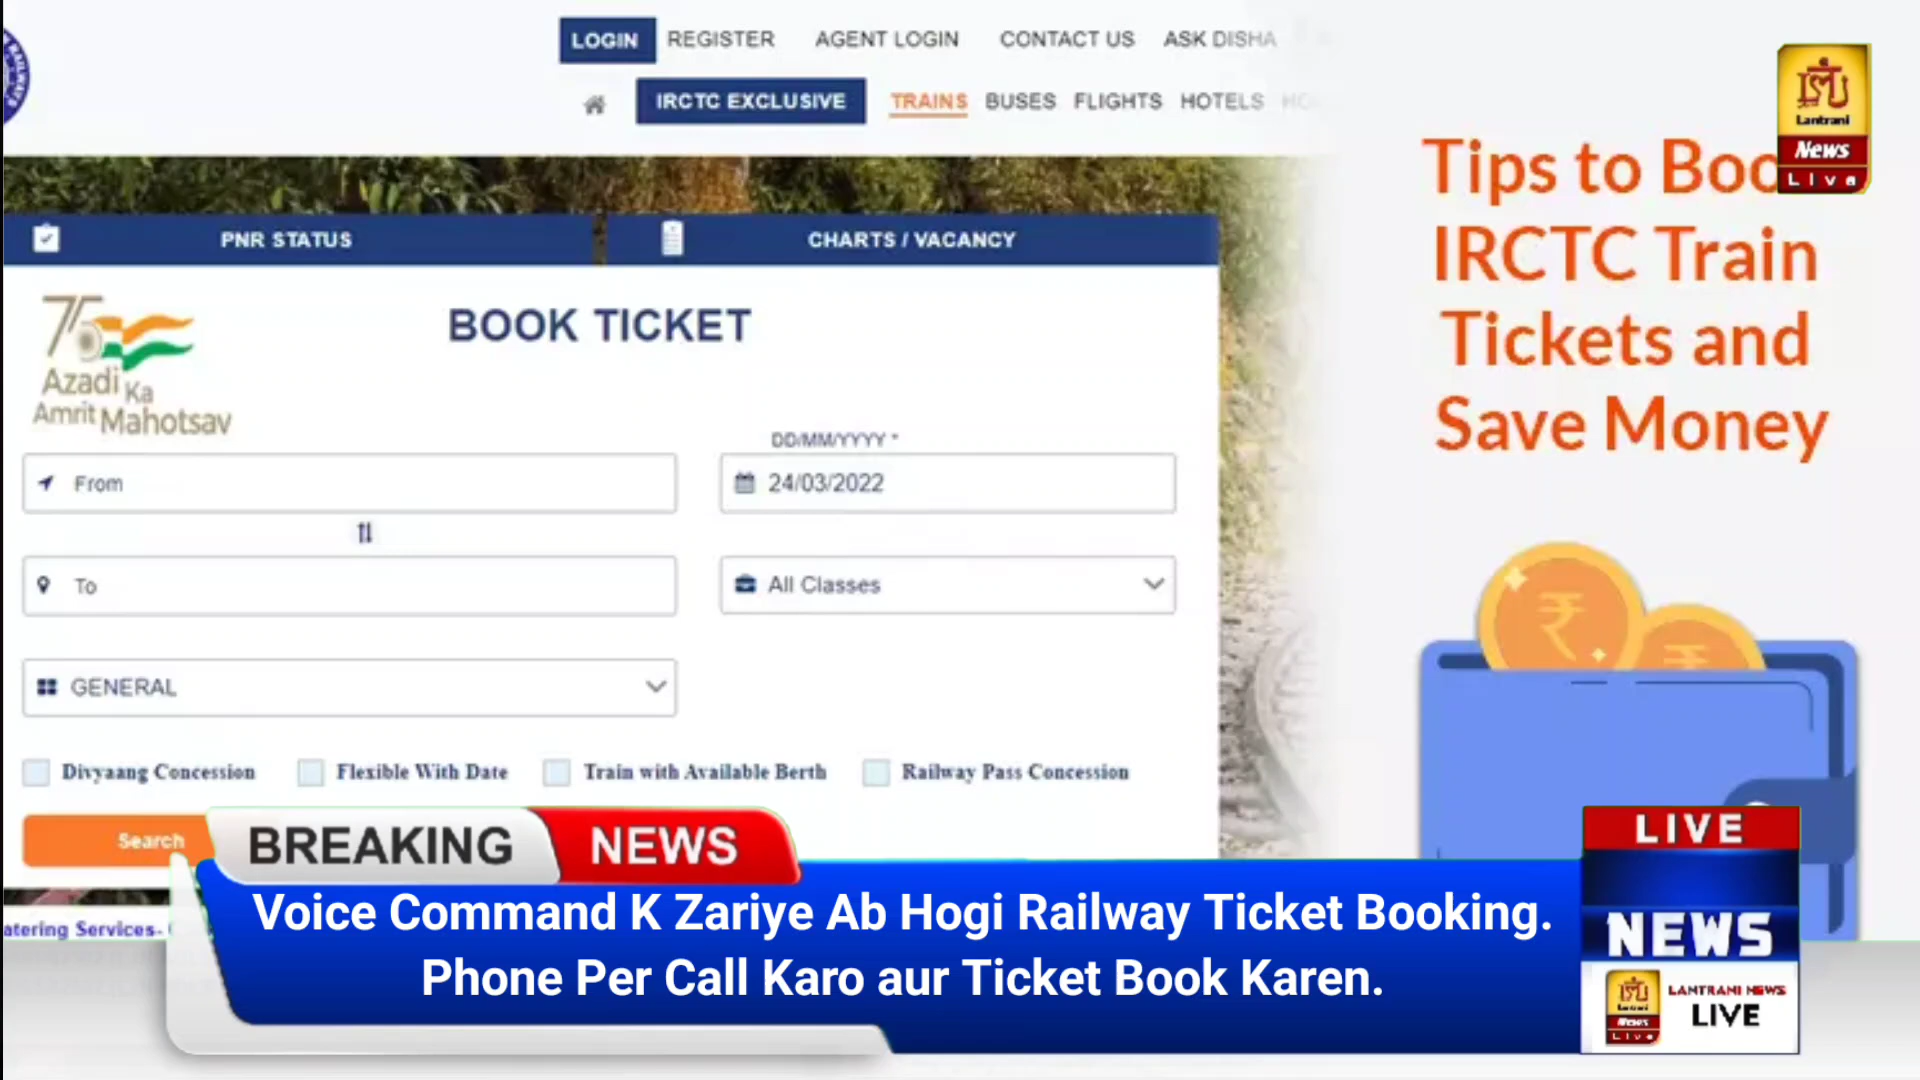 LOGIN REGISTER AGENT LOGIN CONTACT US ASK DISHA
IRCTC EXCLUSIVE TRAINS BUSES FLIGHTS HOTELS
PNR STATUS CHARTS / VACANCY
BOOK TICKET
75
Azadi Ka
Amrit Mahotsav
DD/MM/YYYY *
From
24/03/2022
To
All Classes
GENERAL
Divyaang Concession Flexible With Date Train with Available Berth Railway Pass Concession
Search
Services-
Tips to
IRCTC Train
Tickets and
Save Money
Lantrani
News
Live
BREAKING NEWS
Voice Command K Zariye Ab Hogi Railway Ticket Booking.
Phone Per Call Karo aur Ticket Book Karen.
LIVE
NEWS
Lantrani
News
Live
LANTRANI NEWS
LIVE